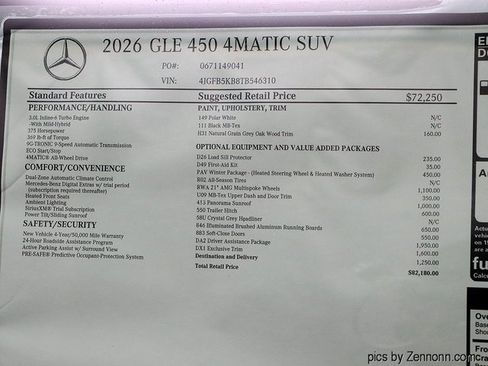 2026 GLE 450 4MATIC SUV
PO#: 0671149041
VIN: 4JGFB5KB8TB546310
Standard Features
Suggested Retail Price $72,250
PERFORMANCE/HANDLING
3.0L Inline-6 Turbo Engine
-With Mild-Hybrid
375 Horsepower
369 lb-ft of Torque
9G-TRONIC 9-Speed Automatic Transmission
ECO Start/Stop
4MATIC® All-Wheel Drive
COMFORT/CONVENIENCE
Dual-Zone Automatic Climate Control
Mercedes-Benz Digital Extras w/ trial period
(subscription required thereafter)
Heated Front Seats
Ambient Lighting
SiriusXM® Trial Subscription
Power Tilt/Sliding Sunroof
SAFETY/SECURITY
New Vehicle 4-Year/50,000 Mile Warranty
24-Hour Roadside Assistance Program
Active Parking Assist w/ Surround View
PRE-SAFE® Predictive Occupant-Protection System
PAINT, UPHOLSTERY, TRIM
149 Polar White N/C
111 Black MB-Tex N/C
H31 Natural Grain Grey Oak Wood Trim 160.00
OPTIONAL EQUIPMENT AND VALUE ADDED PACKAGES
D26 Load Sill Protector 235.00
D49 First-Aid Kit 35.00
PAV Winter Package - (Heated Steering Wheel & Heated Washer System) 450.00
R02 All-Season Tires N/C
RWA 21" AMG Multispoke Wheels 1,100.00
U09 MB-Tex Upper Dash and Door Trim 350.00
413 Panorama Sunroof 1,000.00
550 Trailer Hitch 600.00
58U Crystal Grey Headliner N/C
846 Illuminated Brushed Aluminum Running Boards 650.00
883 Soft-Close Doors 550.00
DA2 Driver Assistance Package 1,950.00
DX1 Exclusive Trim 1,600.00
Destination and Delivery 1,250.00
Total Retail Price $82,180.00
pics by Zennonn.com